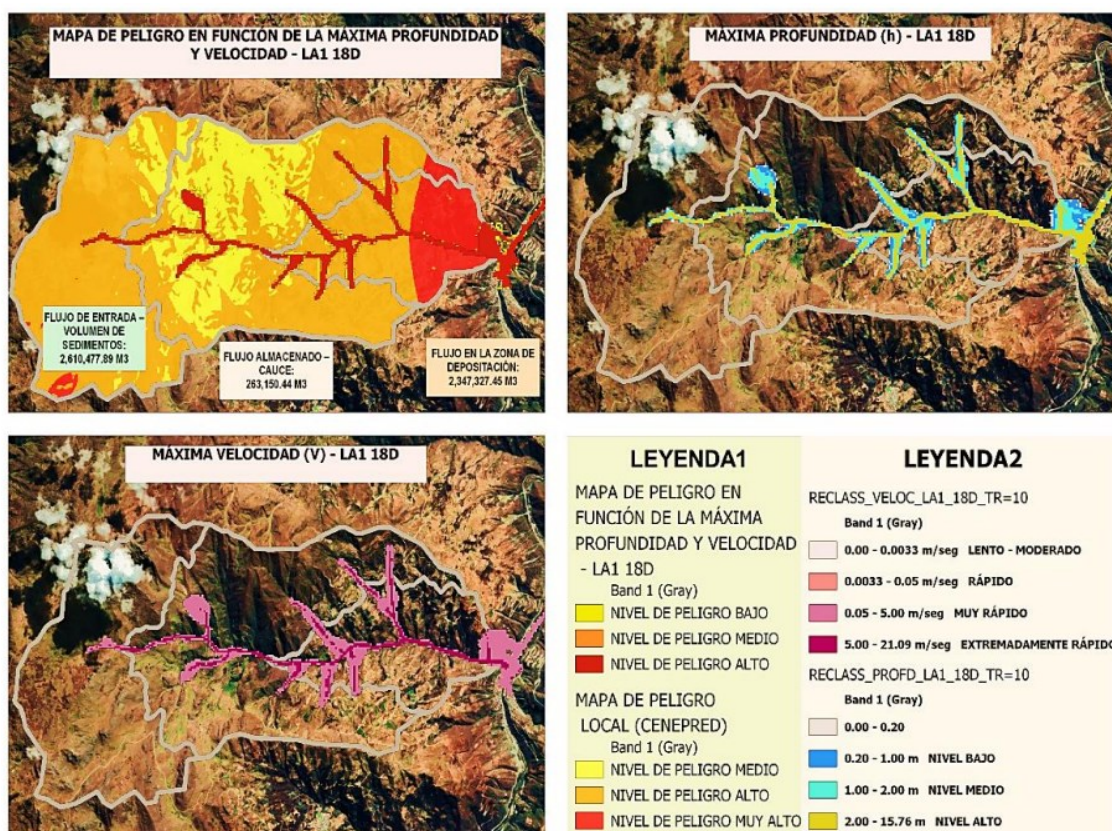 MAPA DE PELIGRO EN FUNCIÓN DE LA MÁXIMA PROFUNDIDAD
Y VELOCIDAD - LA1 18D
FLUJO DE ENTRADA –
VOLUMEN DE
SEDIMENTOS:
2,610,477.89 M3
FLUJO ALMACENADO –
CAUCE:
263,150.44 M3
FLUJO EN LA ZONA DE
DEPOSITACIÓN:
2,347,327.45 M3
MÁXIMA PROFUNDIDAD (h) - LA1 18D
MÁXIMA VELOCIDAD (V) - LA1 18D
LEYENDA1
MAPA DE PELIGRO EN
FUNCIÓN DE LA MÁXIMA
PROFUNDIDAD Y VELOCIDAD
- LA1 18D
Band 1 (Gray)
NIVEL DE PELIGRO BAJO
NIVEL DE PELIGRO MEDIO
NIVEL DE PELIGRO ALTO
MAPA DE PELIGRO
LOCAL (CENEPRED)
Band 1 (Gray)
NIVEL DE PELIGRO MEDIO
NIVEL DE PELIGRO ALTO
NIVEL DE PELIGRO MUY ALTO
LEYENDA2
RECLASS_VELOC_LA1_18D_TR=10
Band 1 (Gray)
0.00 - 0.0033 m/seg LENTO - MODERADO
0.0033 - 0.05 m/seg RÁPIDO
0.05 - 5.00 m/seg MUY RÁPIDO
5.00 - 21.09 m/seg EXTREMADAMENTE RÁPIDO
RECLASS_PROFD_LA1_18D_TR=10
Band 1 (Gray)
0.00 - 0.20
0.20 - 1.00 m NIVEL BAJO
1.00 - 2.00 m NIVEL MEDIO
2.00 - 15.76 m NIVEL ALTO